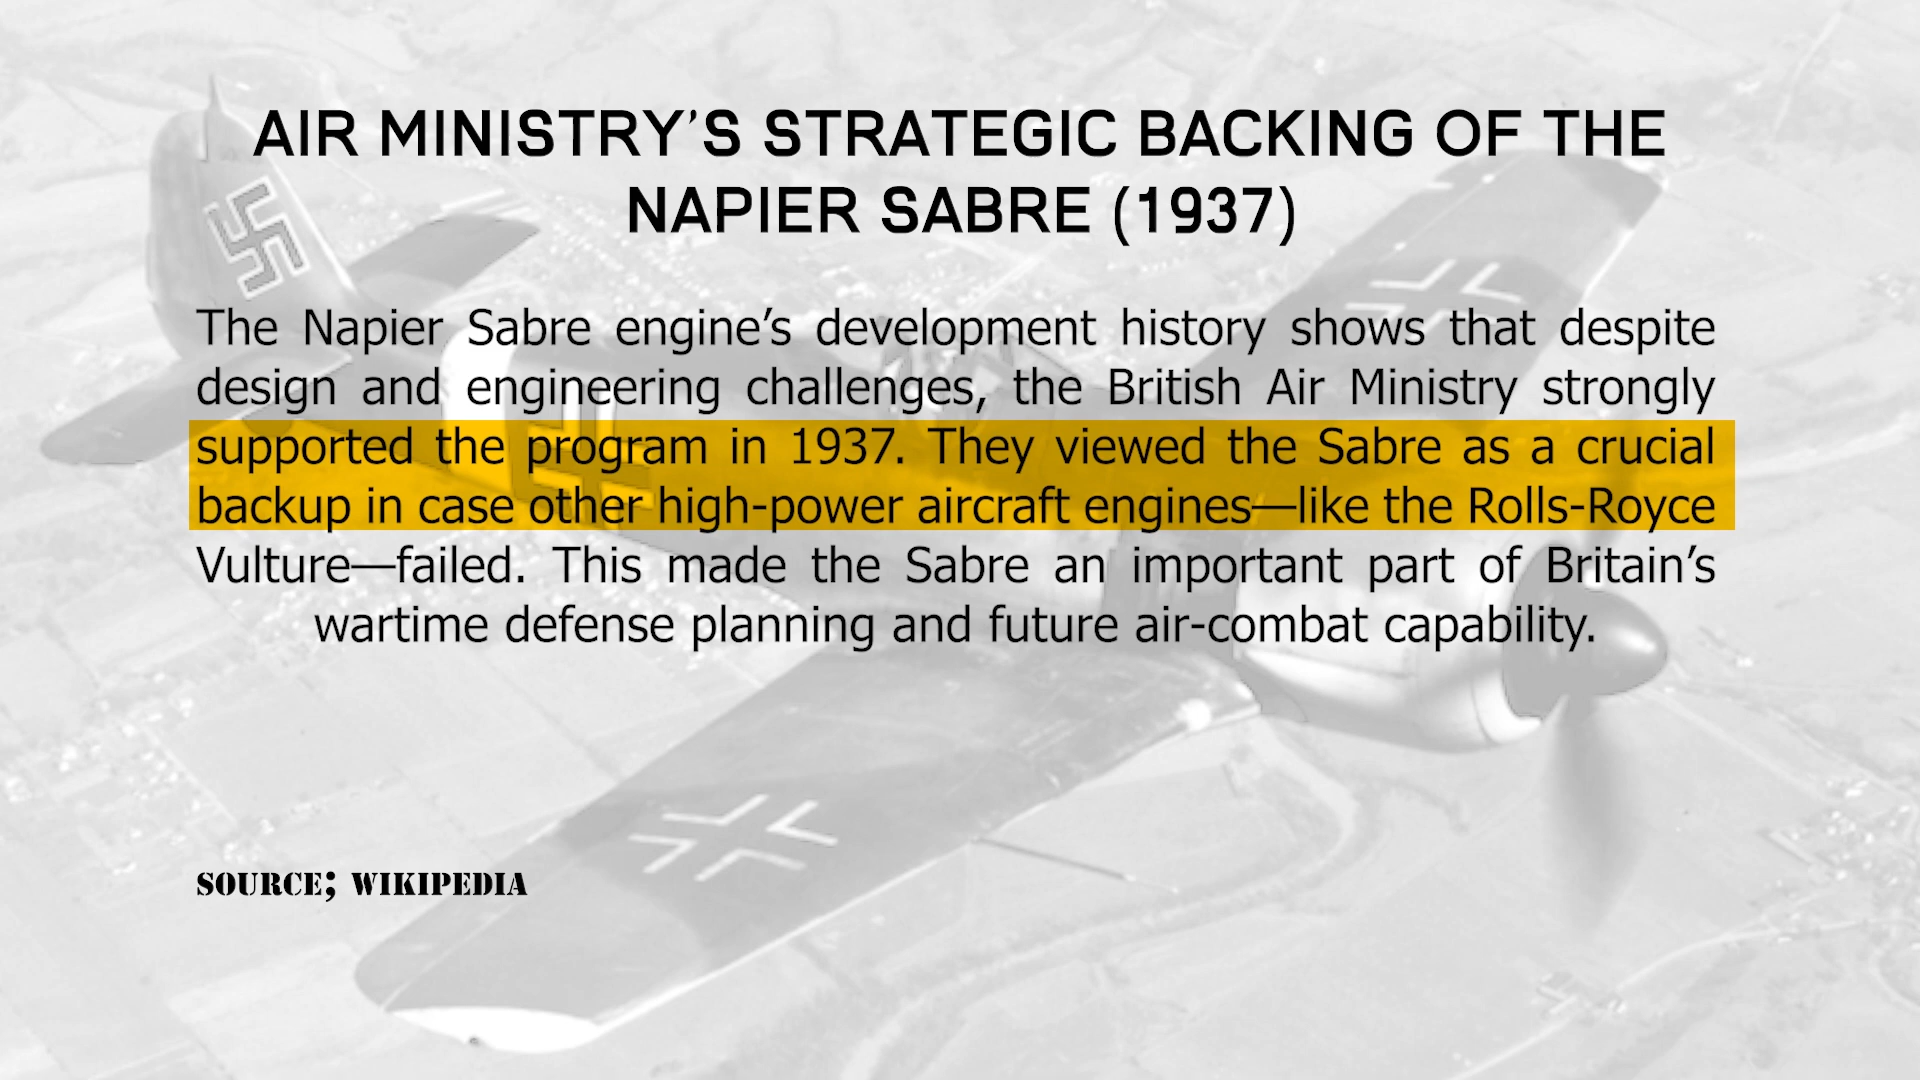 AIR MINISTRY’S STRATEGIC BACKING OF THE
NAPIER SABRE (1937)
The Napier Sabre engine’s development history shows that despite
design and engineering challenges, the British Air Ministry strongly
supported the program in 1937. They viewed the Sabre as a crucial
backup in case other high-power aircraft engines—like the Rolls-Royce
Vulture—failed. This made the Sabre an important part of Britain’s
wartime defense planning and future air-combat capability.
SOURCE; WIKIPEDIA